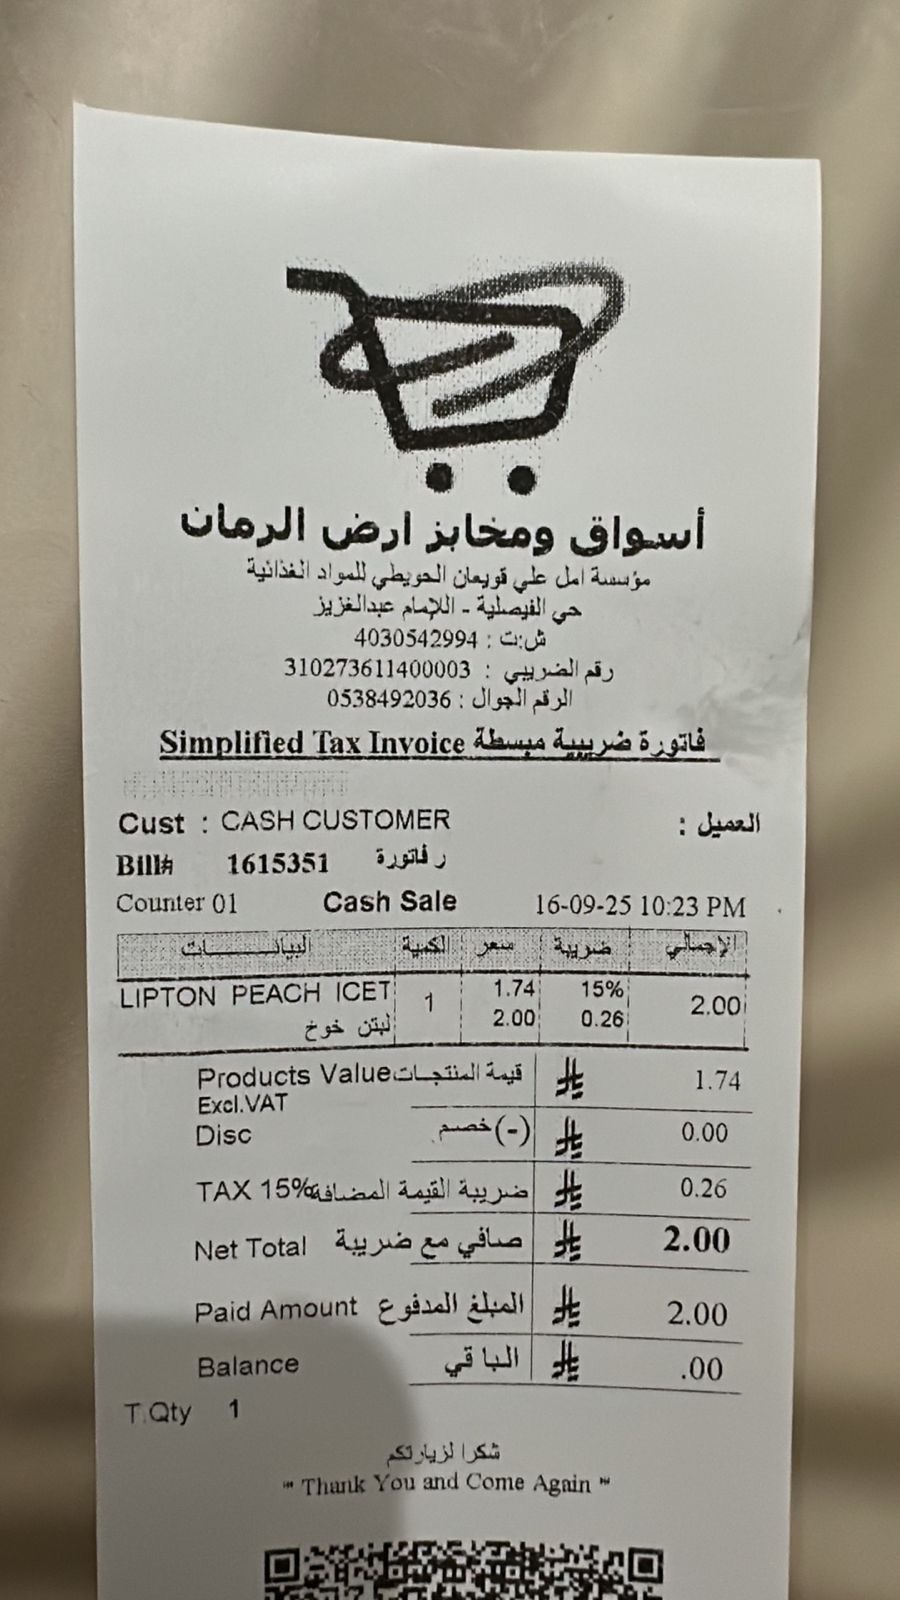 أسواق ومخابز ارض الرمان
مؤسسة امل علي قويعان الحويطي للمواد الغذائية
حي الفيصلية - الإمام عبدالعزيز
ش:ت : 4030542994
رقم الضريبي : 310273611400003
الرقم الجوال : 0538492036
Simplified Tax Invoice فاتورة ضريبية مبسطة
Cust : CASH CUSTOMER العميل :
Bill# 1615351 ر فاتورة
Counter 01 Cash Sale 16-09-25 10:23 PM
البيانــــــات الكمية سعر ضريبة الإجمالي
LIPTON PEACH ICET 1 1.74 15% 2.00
لبتن خوخ 2.00 0.26
Products Value قيمة المنتجات 1.74
Excl.VAT
Disc خصم (-) 0.00
TAX 15% ضريبة القيمة المضافة 0.26
Net Total صافي مع ضريبة 2.00
Paid Amount المبلغ المدفوع 2.00
Balance الباقي .00
T.Qty 1
شكرا لزيارتكم
" Thank You and Come Again "